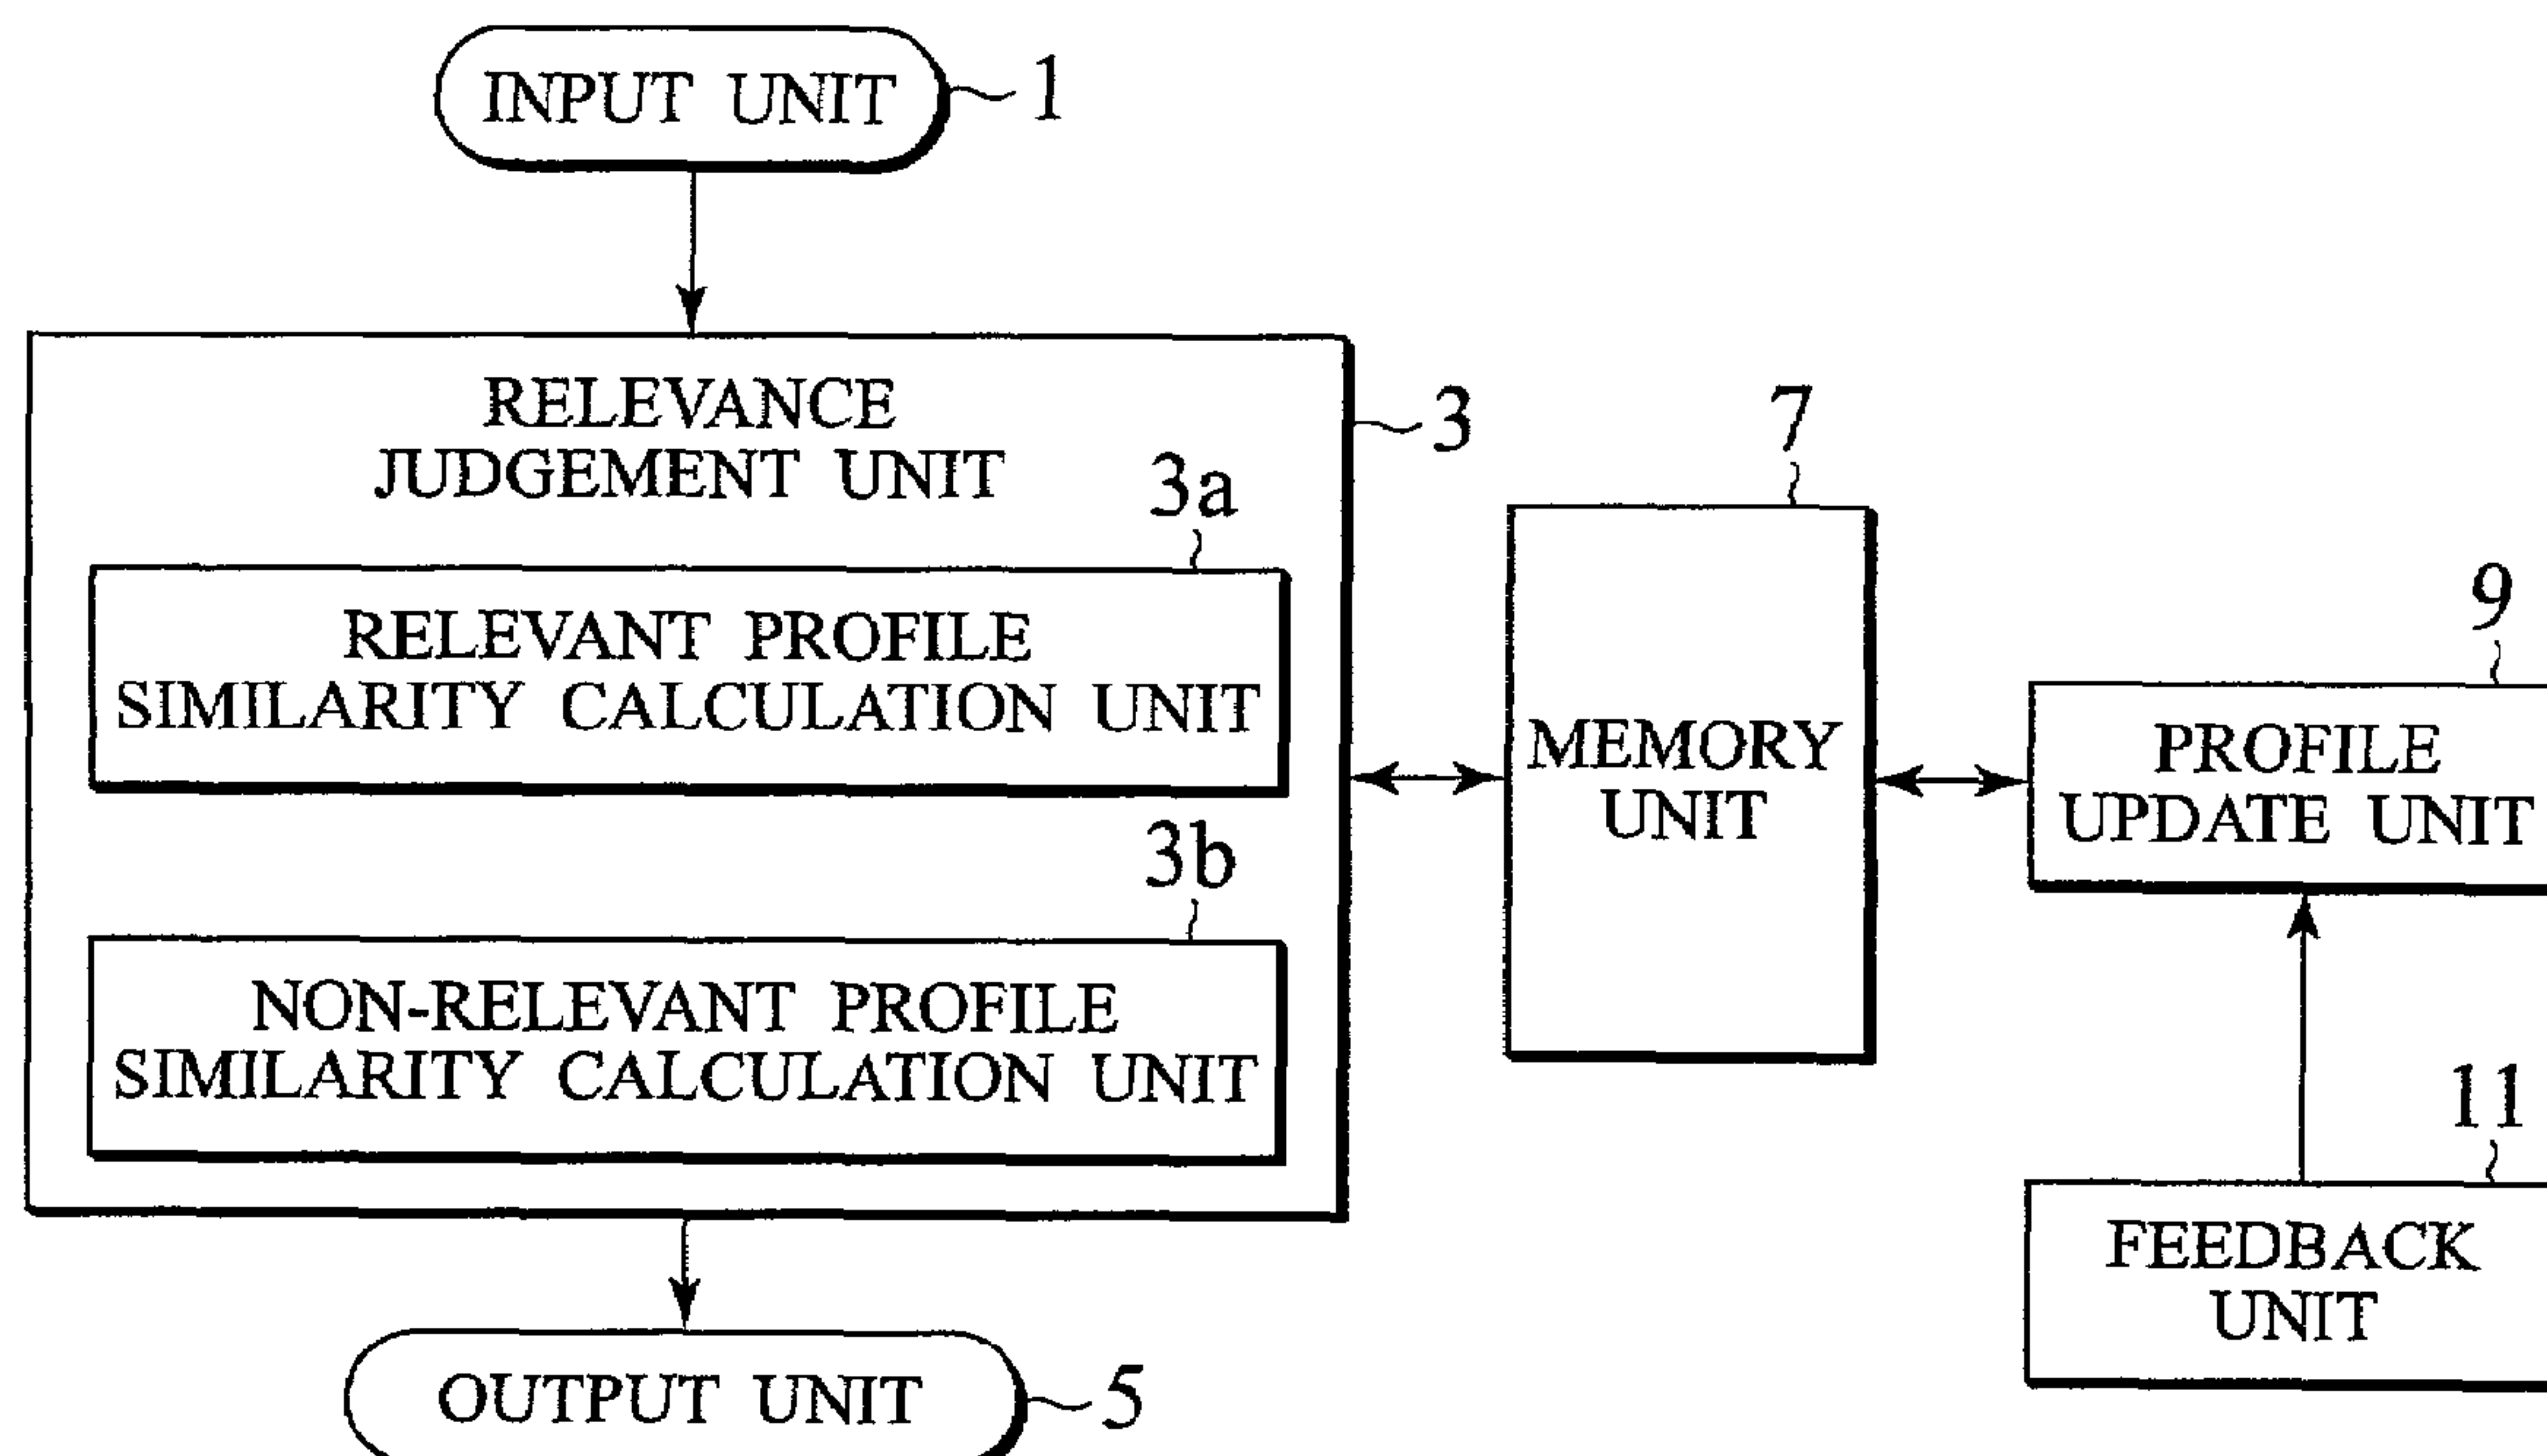 INPUT UNIT
1
RELEVANCE
JUDGEMENT UNIT
3
3a
RELEVANT PROFILE
SIMILARITY CALCULATION UNIT
3b
NON-RELEVANT PROFILE
SIMILARITY CALCULATION UNIT
OUTPUT UNIT
5
7
MEMORY
UNIT
9
PROFILE
UPDATE UNIT
11
FEEDBACK
UNIT